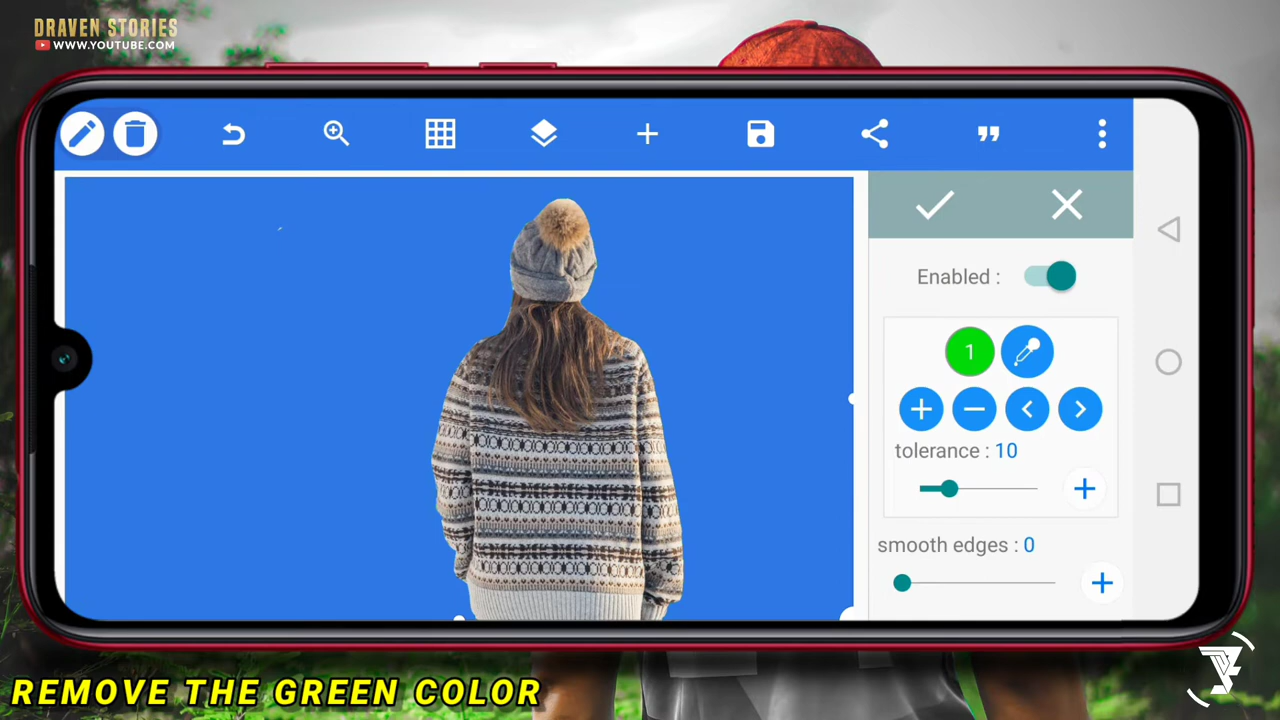 DRAVEN STORIES
WWW.YOUTUBE.COM
Enabled :
1
tolerance : 10
smooth edges : 0
REMOVE THE GREEN COLOR